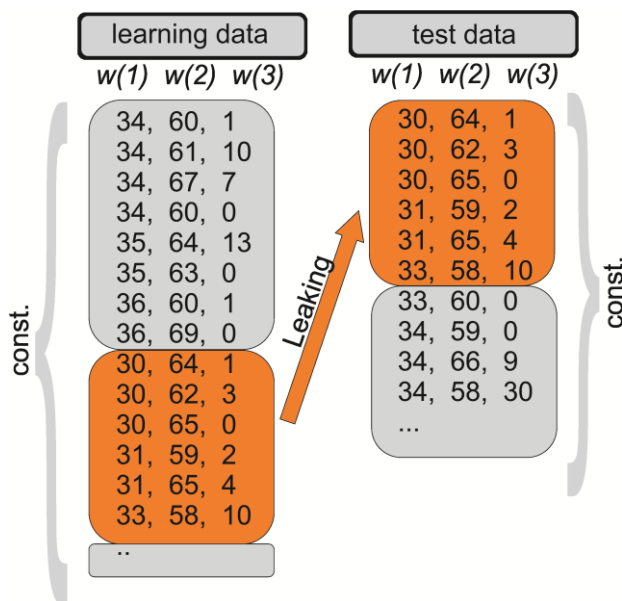 learning data
w(1) w(2) w(3)
34, 60, 1
34, 61, 10
34, 67, 7
34, 60, 0
35, 64, 13
35, 63, 0
36, 60, 1
36, 69, 0
30, 64, 1
30, 62, 3
30, 65, 0
31, 59, 2
31, 65, 4
33, 58, 10
..
const.
Leaking
test data
w(1) w(2) w(3)
30, 64, 1
30, 62, 3
30, 65, 0
31, 59, 2
31, 65, 4
33, 58, 10
33, 60, 0
34, 59, 0
34, 66, 9
34, 58, 30
...
const.